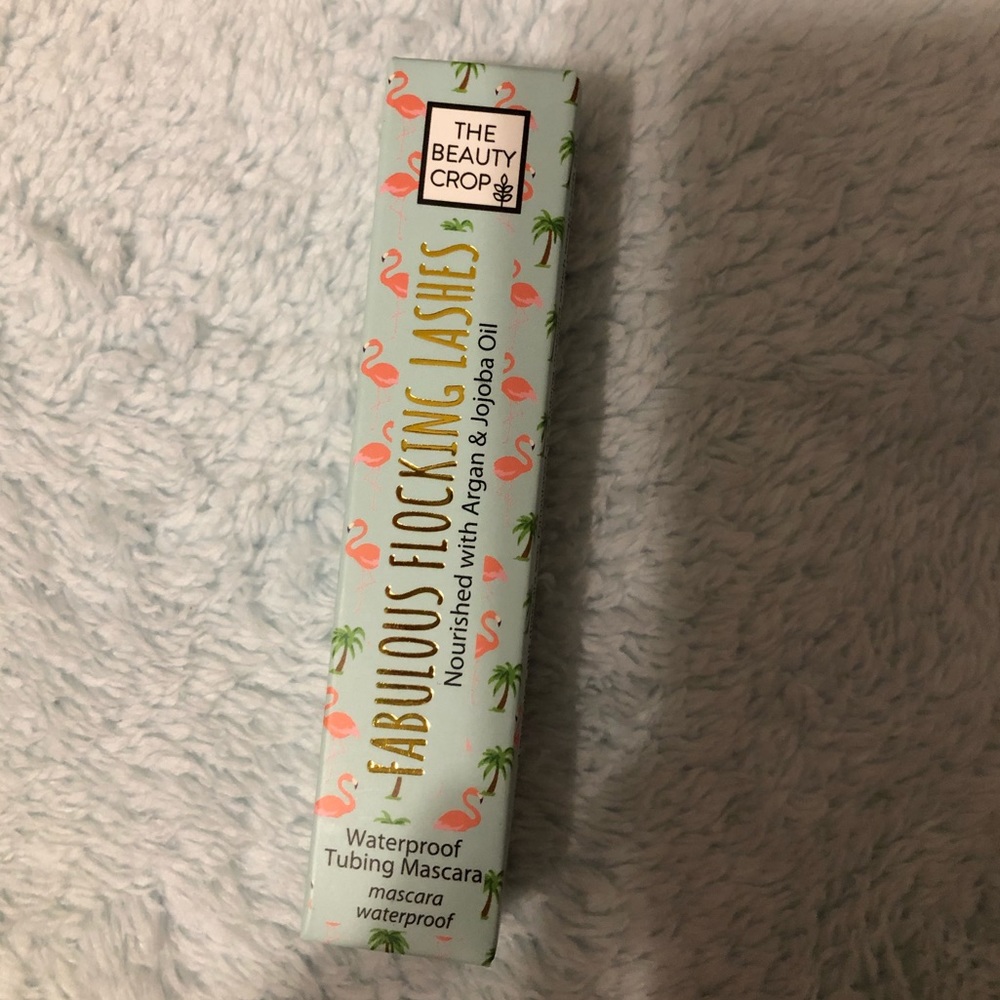 THE
BEAUTY
CROP
FABULOUS FLOCKING LASHES
Nourished with Argan & Jojoba Oil
Waterproof
Tubing Mascara
mascara
waterproof